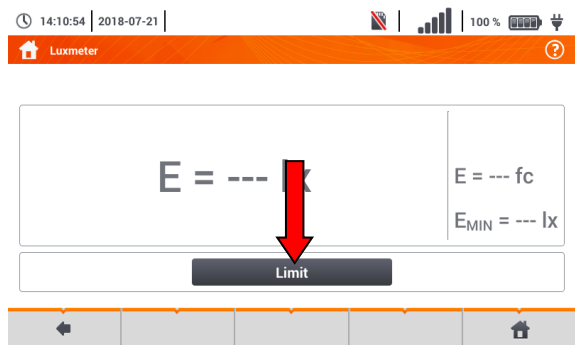 14:10:54 2018-07-21 100 %
Luxmeter ?
E = --- lx
E = --- fc
EMIN = --- lx
Limit